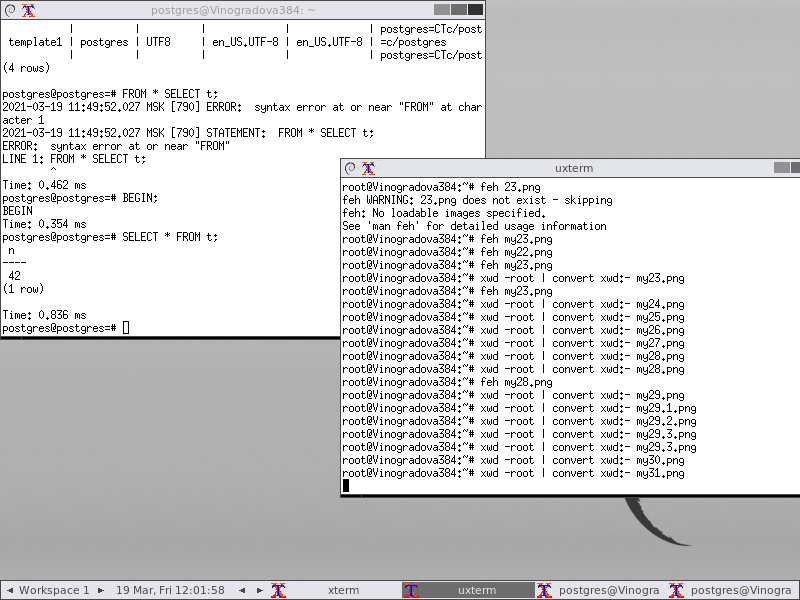 postgres@Vinogradova384: ~
| | | | | postgres=CTc/post
template1 | postgres | UTF8 | en_US.UTF-8 | en_US.UTF-8 | =c/postgres
| | | | | postgres=CTc/post
(4 rows)
postgres@postgres=# FROM * SELECT t;
2021-03-19 11:49:52.027 MSK [790] ERROR:  syntax error at or near "FROM" at char
acter 1
2021-03-19 11:49:52.027 MSK [790] STATEMENT:  FROM * SELECT t;
ERROR:  syntax error at or near "FROM"
LINE 1: FROM * SELECT t;
^
Time: 0.462 ms
postgres@postgres=# BEGIN;
BEGIN
Time: 0.354 ms
postgres@postgres=# SELECT * FROM t;
n
----
42
(1 row)
Time: 0.836 ms
postgres@postgres=#
uxterm
root@Vinogradova384:~# feh 23.png
feh WARNING: 23.png does not exist - skipping
feh: No loadable images specified.
See 'man feh' for detailed usage information
root@Vinogradova384:~# feh my23.png
root@Vinogradova384:~# feh my22.png
root@Vinogradova384:~# feh my23.png
root@Vinogradova384:~# xwd -root | convert xwd:- my23.png
root@Vinogradova384:~# feh my23.png
root@Vinogradova384:~# xwd -root | convert xwd:- my24.png
root@Vinogradova384:~# xwd -root | convert xwd:- my25.png
root@Vinogradova384:~# xwd -root | convert xwd:- my26.png
root@Vinogradova384:~# xwd -root | convert xwd:- my27.png
root@Vinogradova384:~# xwd -root | convert xwd:- my28.png
root@Vinogradova384:~# xwd -root | convert xwd:- my28.png
root@Vinogradova384:~# feh my28.png
root@Vinogradova384:~# xwd -root | convert xwd:- my29.png
root@Vinogradova384:~# xwd -root | convert xwd:- my29.1.png
root@Vinogradova384:~# xwd -root | convert xwd:- my29.2.png
root@Vinogradova384:~# xwd -root | convert xwd:- my29.3.png
root@Vinogradova384:~# xwd -root | convert xwd:- my29.3.png
root@Vinogradova384:~# xwd -root | convert xwd:- my30.png
root@Vinogradova384:~# xwd -root | convert xwd:- my31.png
◄ Workspace 1 ► 19 Mar, Fri 12:01:58 ◄ ► xterm uxterm postgres@Vinogra postgres@Vinogra